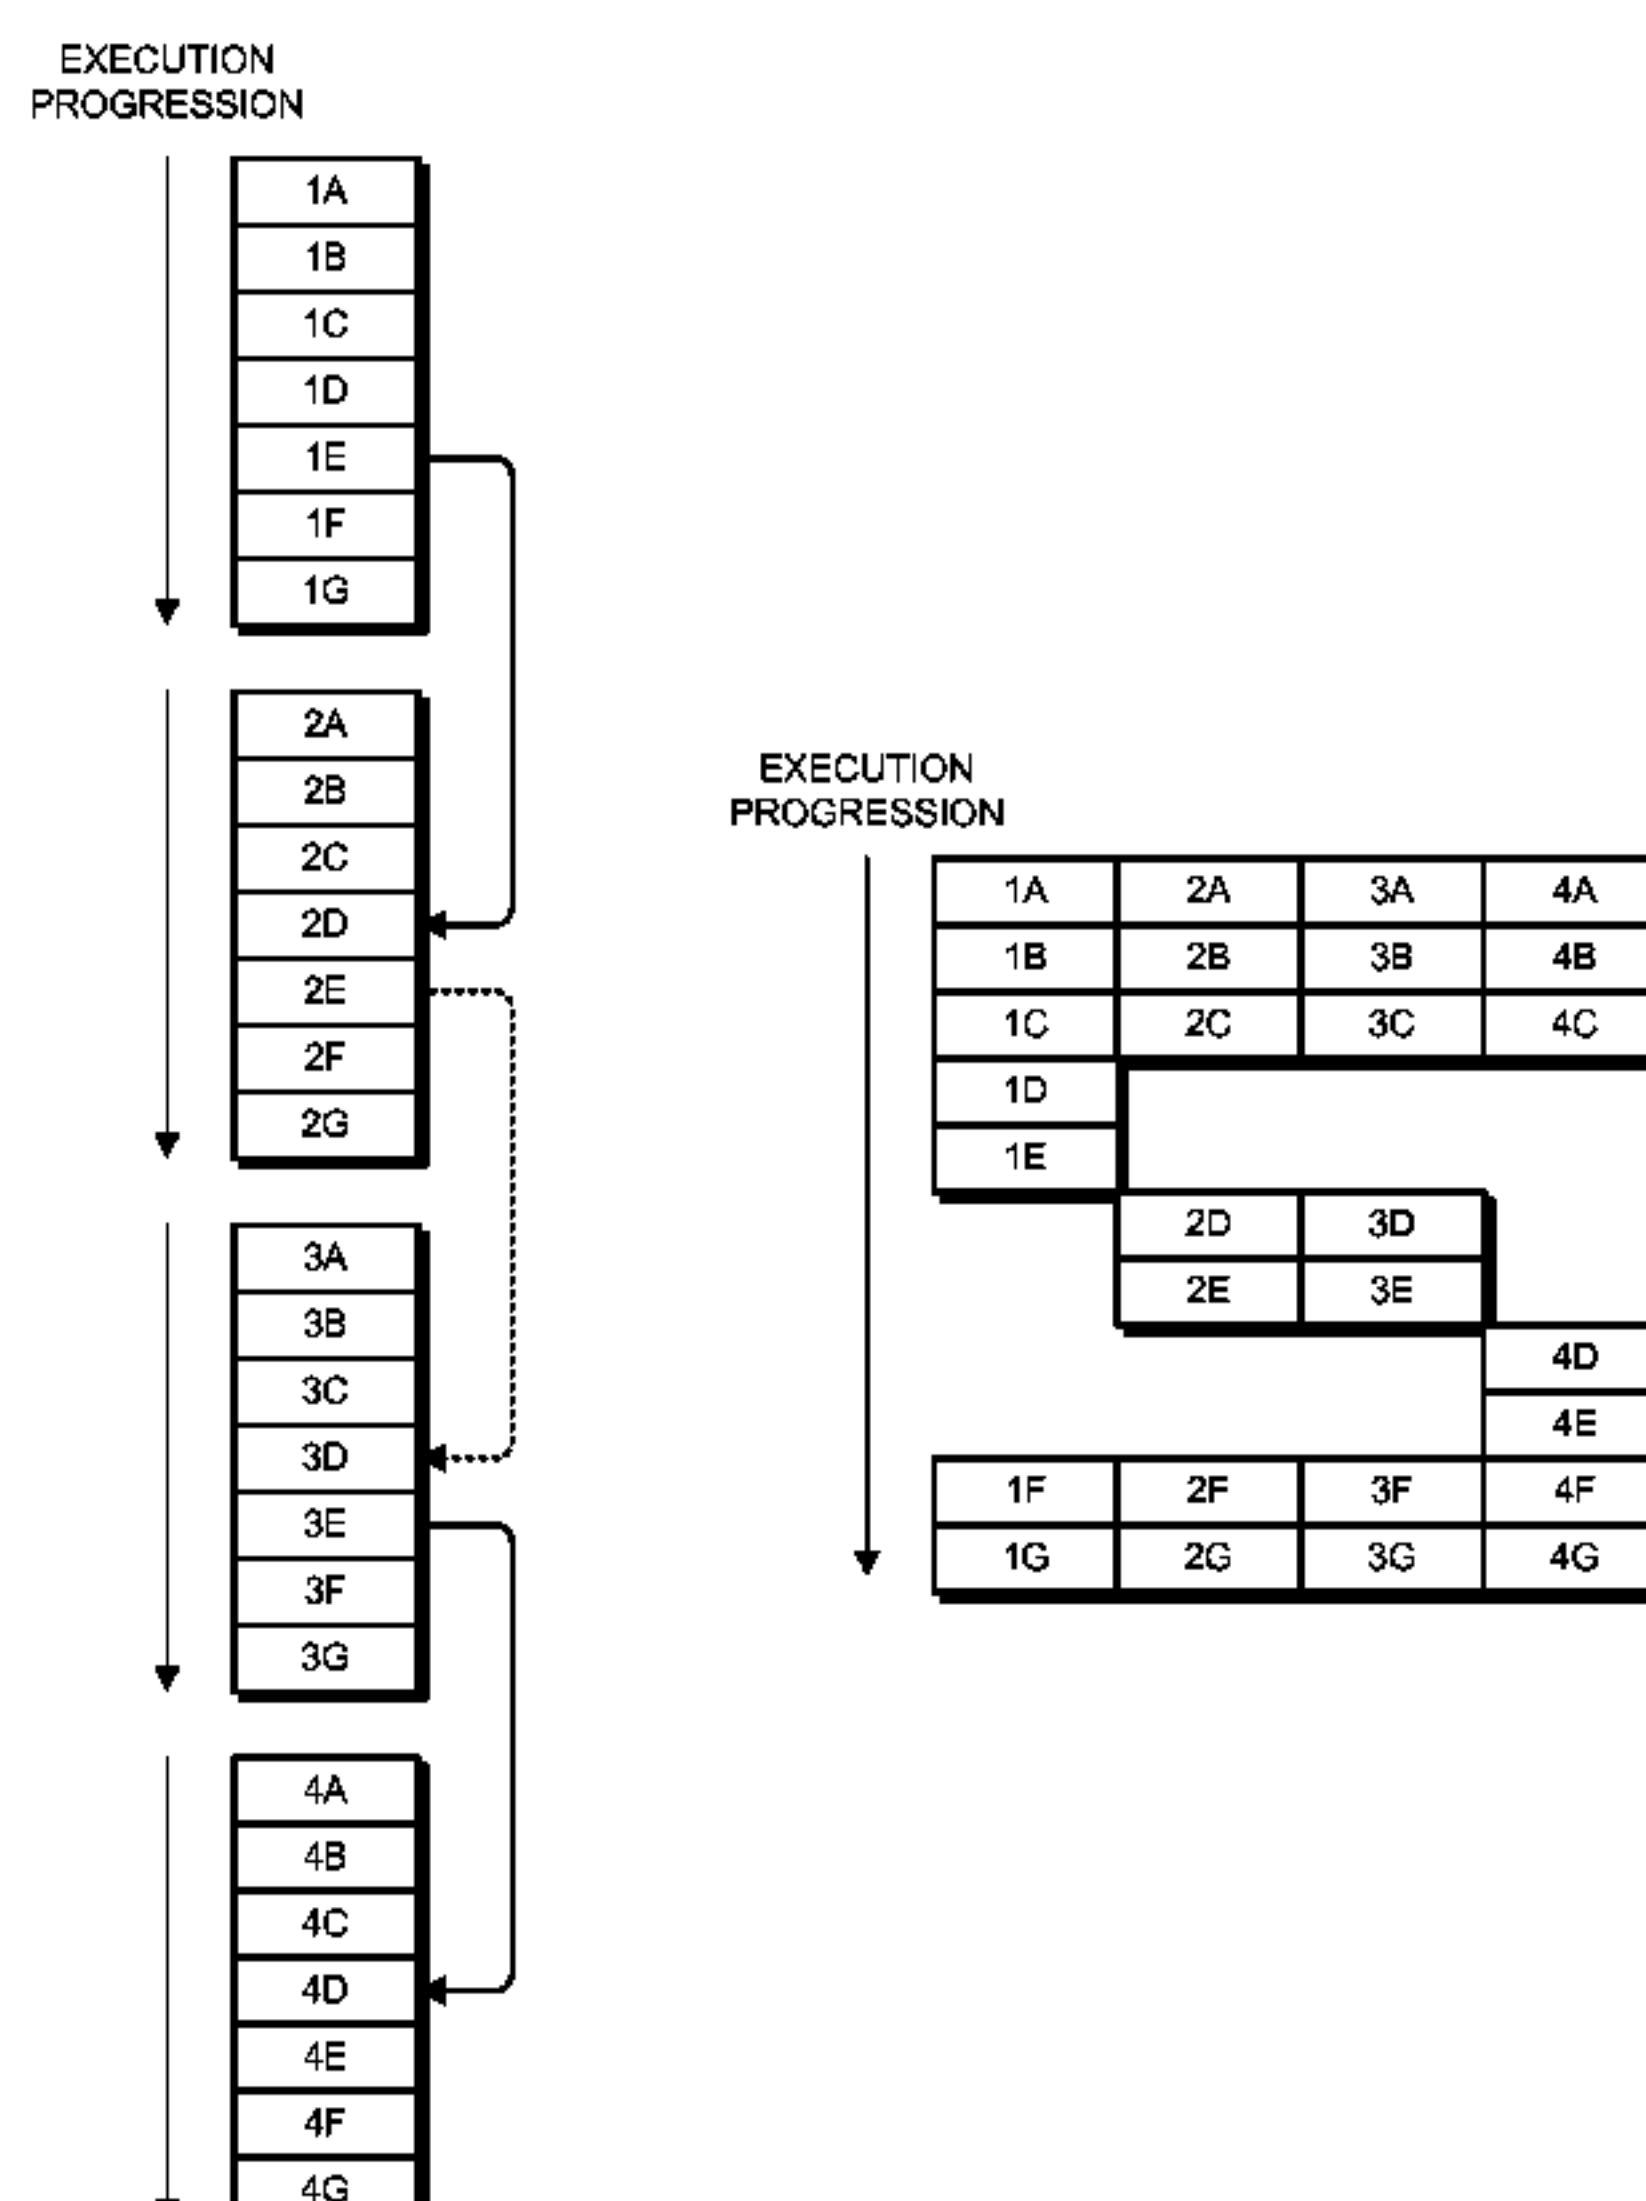 EXECUTION
PROGRESSION
1A
1B
1C
1D
1E
1F
1G
2A
2B
2C
2D
2E
2F
2G
3A
3B
3C
3D
3E
3F
3G
4A
4B
4C
4D
4E
4F
4G
EXECUTION
PROGRESSION
1A 2A 3A 4A
1B 2B 3B 4B
1C 2C 3C 4C
1D
1E
2D 3D
2E 3E
4D
4E
1F 2F 3F 4F
1G 2G 3G 4G